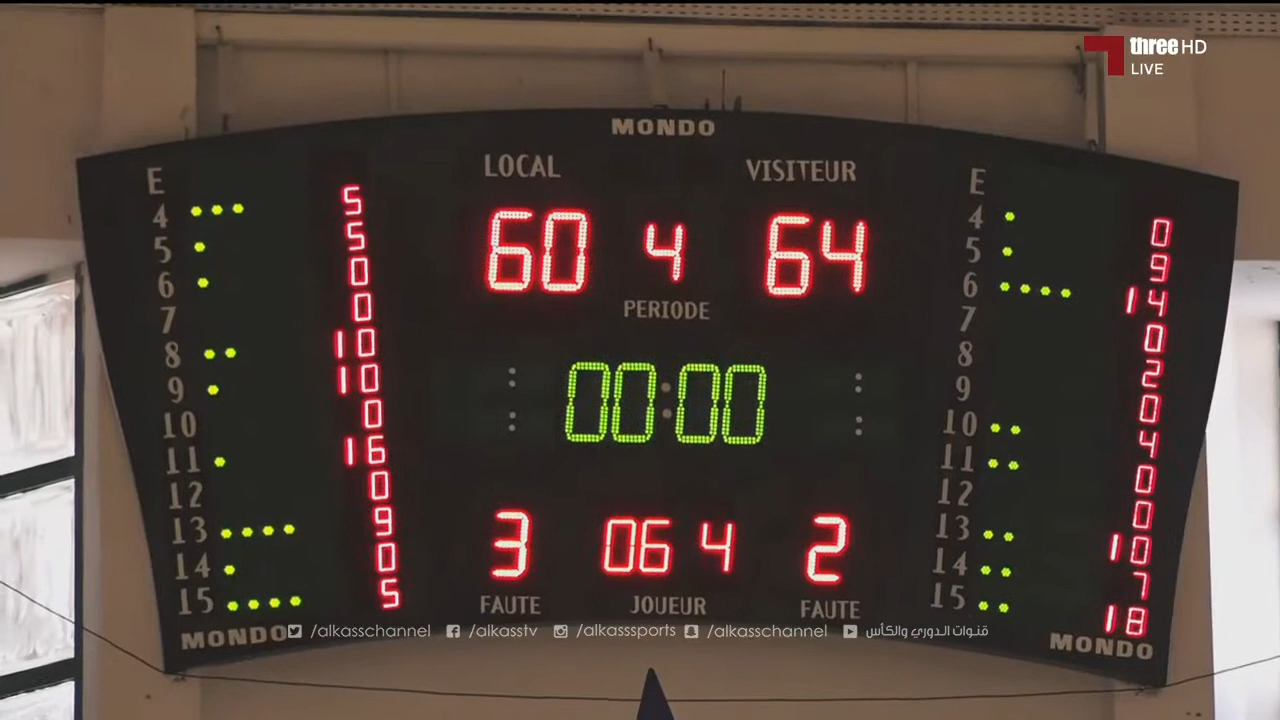 three HD
LIVE
MONDO
LOCAL VISITEUR
60 4 64
PERIODE
00:00
3 06 4 2
FAUTE JOUEUR FAUTE
E
4 5
5 5
6 0
7 0
8 10
9 10
10 0
11 16
12 0
13 9
14 0
15 5
MONDO
E
4 0
5 9
6 14
7 0
8 2
9 0
10 4
11 0
12 0
13 10
14 7
15 18
MONDO
/alkasschannel /alkasstv /alkasssports /alkasschannel قنوات الدوري والكأس